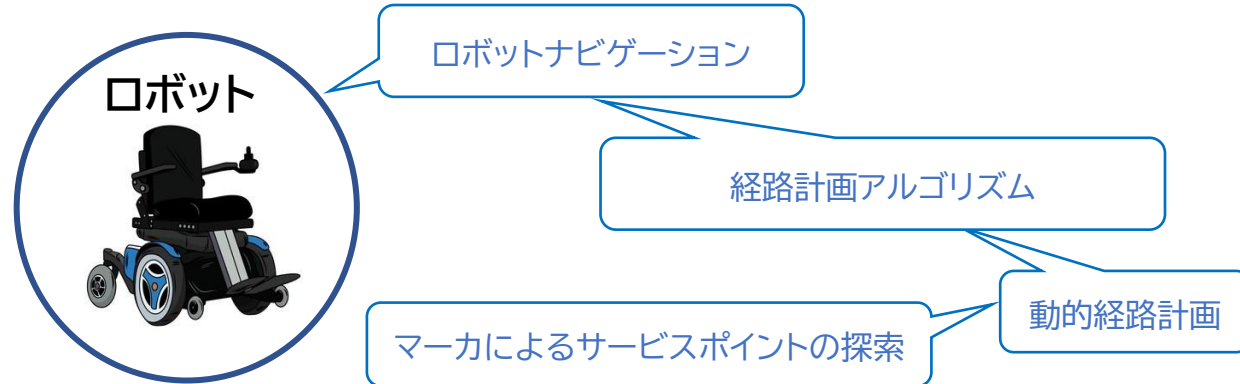 ロボット
ロボットナビゲーション
経路計画アルゴリズム
動的経路計画
マーカによるサービスポイントの探索